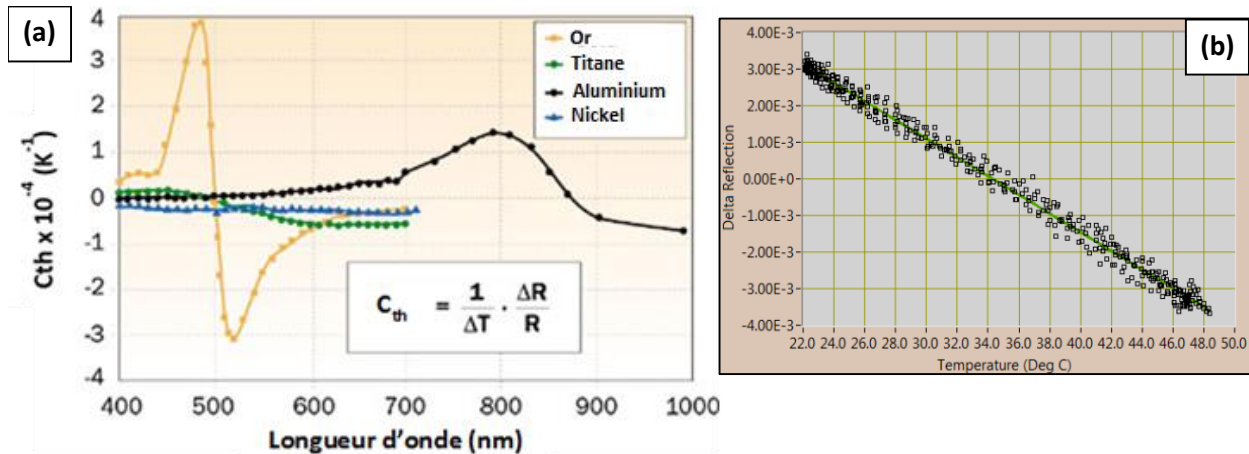 (a)
4
3
2
1
0
-1
-2
-3
-4
Cth x 10⁻⁴ (K⁻¹)
Or
Titane
Aluminium
Nickel
C_th = 1/ΔT · ΔR/R
400 500 600 700 800 900 1000
Longueur d'onde (nm)
(b)
4.00E-3
3.00E-3
2.00E-3
1.00E-3
0.00E+0
-1.00E-3
-2.00E-3
-3.00E-3
-4.00E-3
Delta Reflection
22.0 24.0 26.0 28.0 30.0 32.0 34.0 36.0 38.0 40.0 42.0 44.0 46.0 48.0 50.0
Temperature (Deg C)